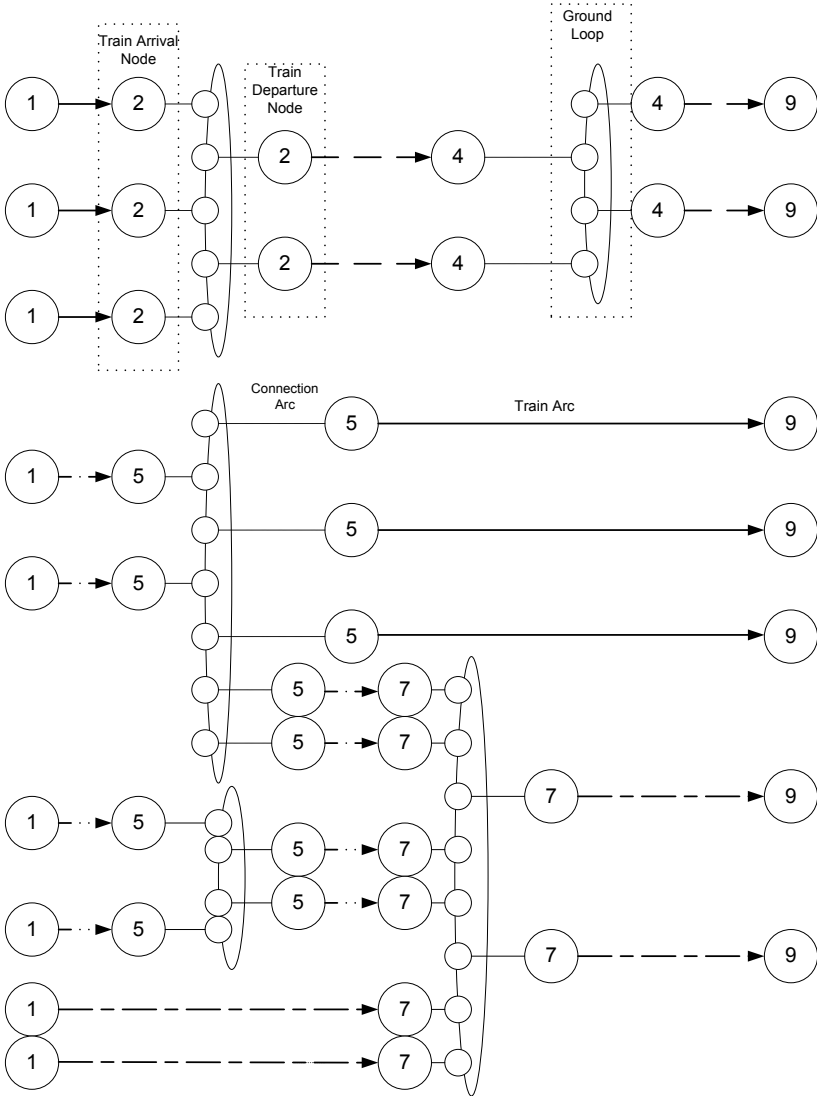 Ground
Loop
Train Arrival
Node
Train
Departure
Node
1 2 4 9
2 4
1 2 4 9
2 4
1 2
Connection
Arc
Train Arc
5 9
1 5
5 9
1 5
5 9
5 7
5 7
7 9
1 5
5 7
5 7
1 5
7 9
1 7
1 7